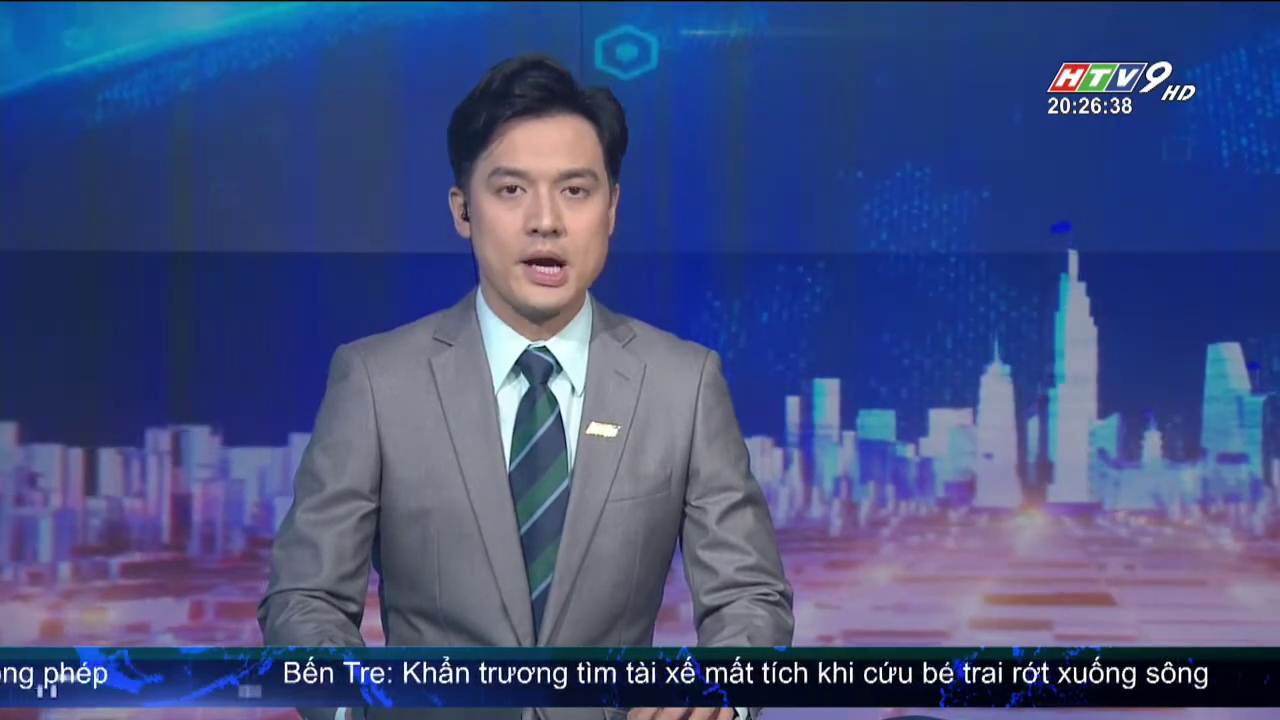 HTV9 HD
20:26:38
ng phép
Bến Tre: Khẩn trương tìm tài xế mất tích khi cứu bé trai rớt xuống sông